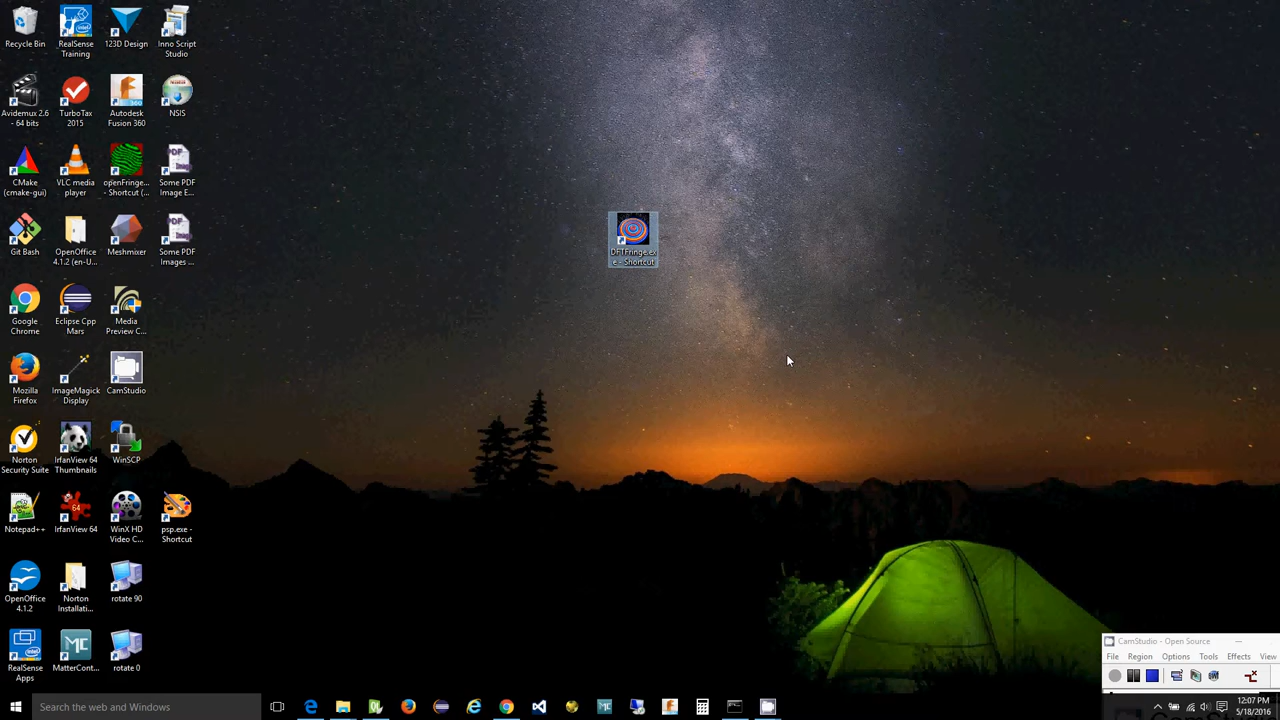 Recycle Bin
RealSense
Training
123D Design
Inno Script
Studio
Avidemux 2.6
- 64 bits
TurboTax
2015
Autodesk
Fusion 360
NSIS
CMake
(cmake-gui)
VLC media
player
openFringe...
- Shortcut (...
Some PDF
Image E...
Git Bash
OpenOffice
4.1.2 (en-U...
Meshmixer
Some PDF
Images ...
DFTFringe.ex
e - Shortcut
Google
Chrome
Eclipse Cpp
Mars
Media
Preview C...
Mozilla
Firefox
ImageMagick
Display
CamStudio
Norton
Security Suite
IrfanView 64
Thumbnails
WinSCP
Notepad++
64
IrfanView 64
WinX HD
Video C...
psp.exe -
Shortcut
OpenOffice
4.1.2
Norton
Installati...
rotate 90
RealSense
Apps
MatterCont...
rotate 0
CamStudio - Open Source
File Region Options Tools Effects View
Search the web and Windows
12:07 PM
5/18/2016